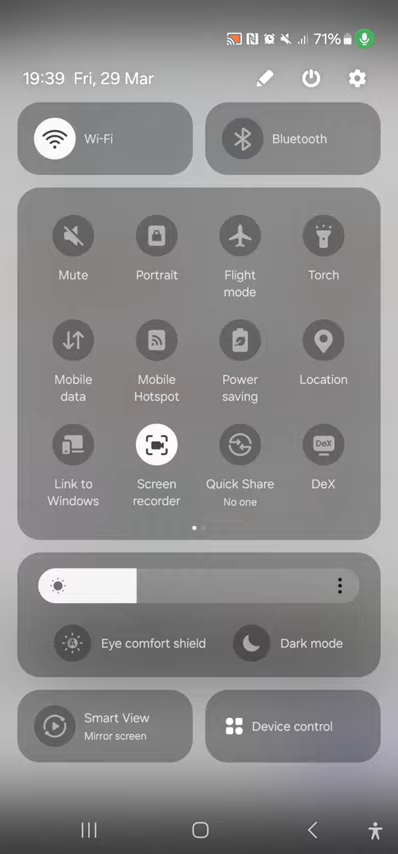 71%
19:39 Fri, 29 Mar
Wi-Fi
Bluetooth
Mute
Portrait
Flight
mode
Torch
Mobile
data
Mobile
Hotspot
Power
saving
Location
Link to
Windows
Screen
recorder
Quick Share
No one
DeX
DeX
Eye comfort shield
Dark mode
Smart View
Mirror screen
Device control